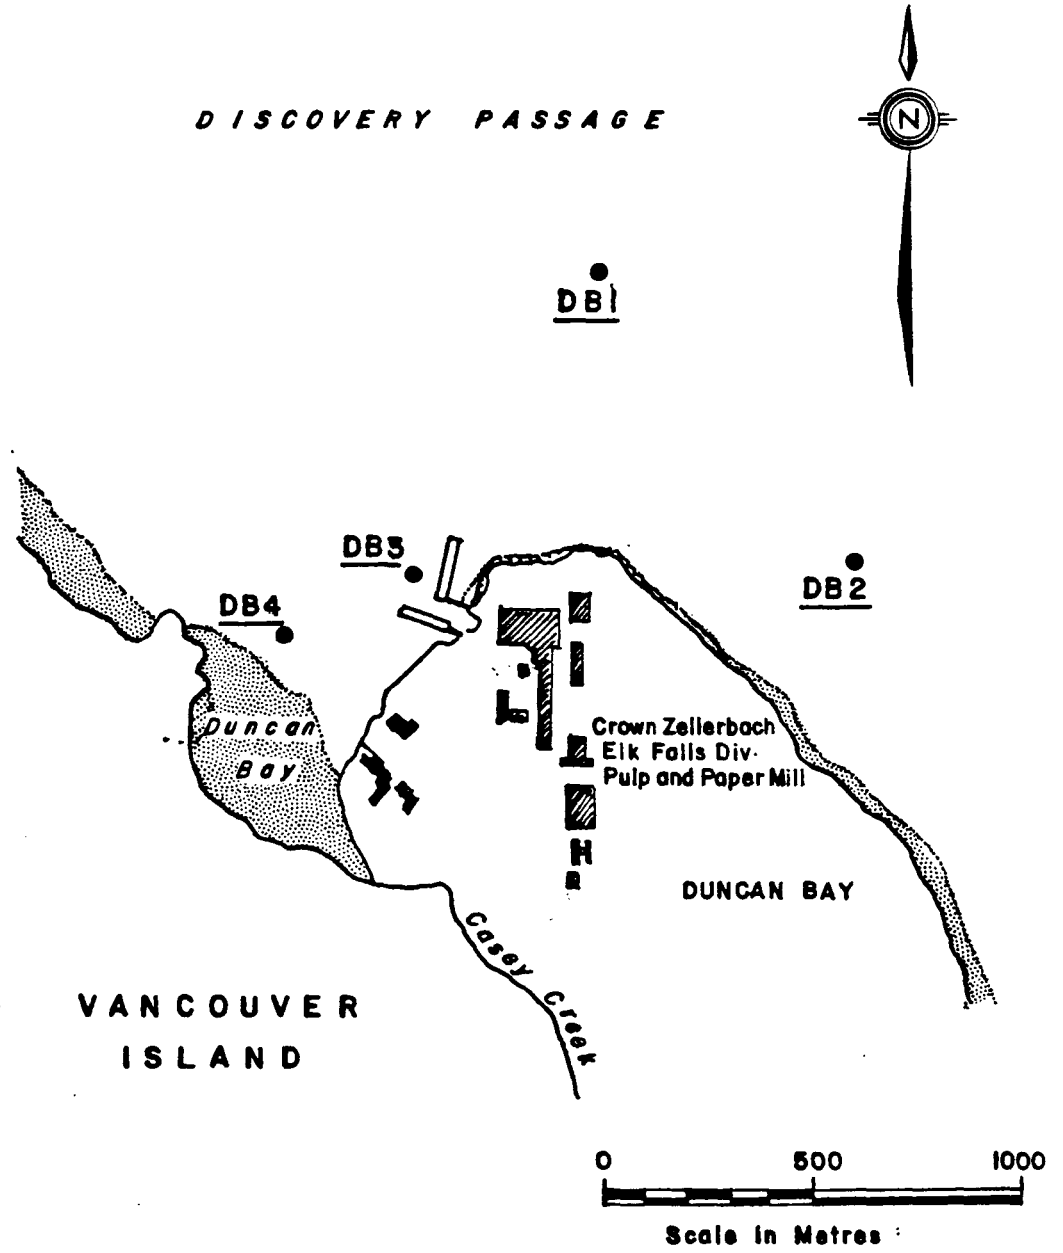 N
DISCOVERY PASSAGE
DB1
DB3
DB2
DB4
Duncan
Bay
Crown Zellerbach
Elk Falls Div.
Pulp and Paper Mill
DUNCAN BAY
Casey Creek
VANCOUVER
ISLAND
0 500 1000
Scale in Metres